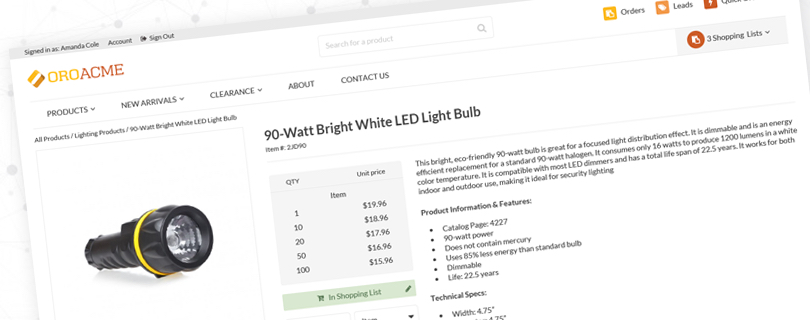 Signed in as: Amanda Cole Account Sign Out
Orders Leads
Search for a product
OROACME
3 Shopping Lists
PRODUCTS NEW ARRIVALS CLEARANCE ABOUT CONTACT US
All Products / Lighting Products / 90-Watt Bright White LED Light Bulb
90-Watt Bright White LED Light Bulb
Item #: 2JD90
QTY Unit price
Item
1 $19.96
10 $18.96
20 $17.96
50 $16.96
100 $15.96
In Shopping List
This bright, eco-friendly 90-watt bulb is great for a focused light distribution effect. It is dimmable and is an energy
efficient replacement for a standard 90-watt halogen. It consumes only 16 watts to produce 1200 lumens in a white
color temperature. It is compatible with most LED dimmers and has a total life span of 22.5 years. It works for both
indoor and outdoor use, making it ideal for security lighting
Product Information & Features:
• Catalog Page: 4227
• 90-watt power
• Does not contain mercury
• Uses 85% less energy than standard bulb
• Dimmable
• Life: 22.5 years
Technical Specs:
• Width: 4.75"